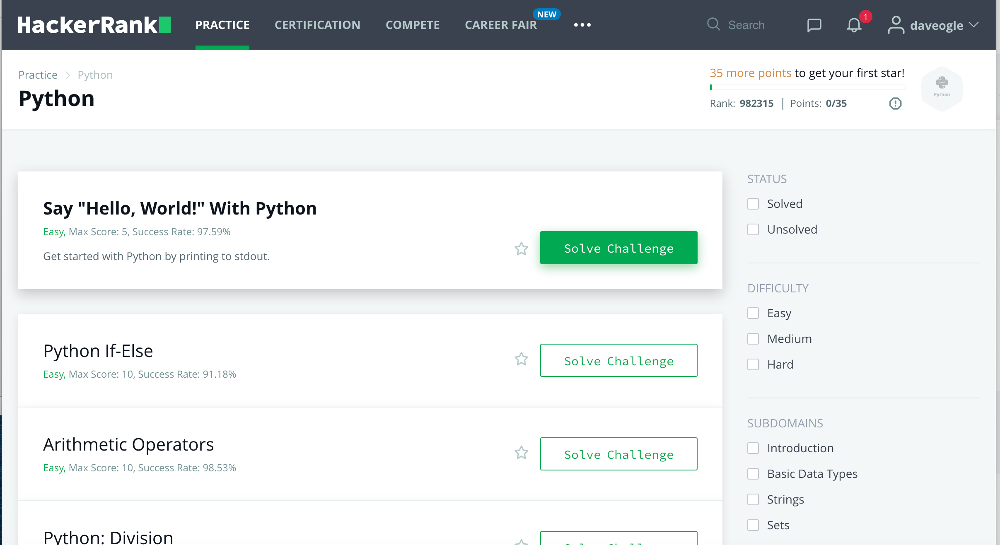 HackerRank
PRACTICE
CERTIFICATION
COMPETE
CAREER FAIR
NEW
Search
1
daveogle
Practice
Python
Python
35 more points to get your first star!
Rank: 982315 | Points: 0/35
Python
Say "Hello, World!" With Python
Easy, Max Score: 5, Success Rate: 97.59%
Get started with Python by printing to stdout.
Solve Challenge
Python If-Else
Easy, Max Score: 10, Success Rate: 91.18%
Solve Challenge
Arithmetic Operators
Easy, Max Score: 10, Success Rate: 98.53%
Solve Challenge
Python: Division
STATUS
Solved
Unsolved
DIFFICULTY
Easy
Medium
Hard
SUBDOMAINS
Introduction
Basic Data Types
Strings
Sets